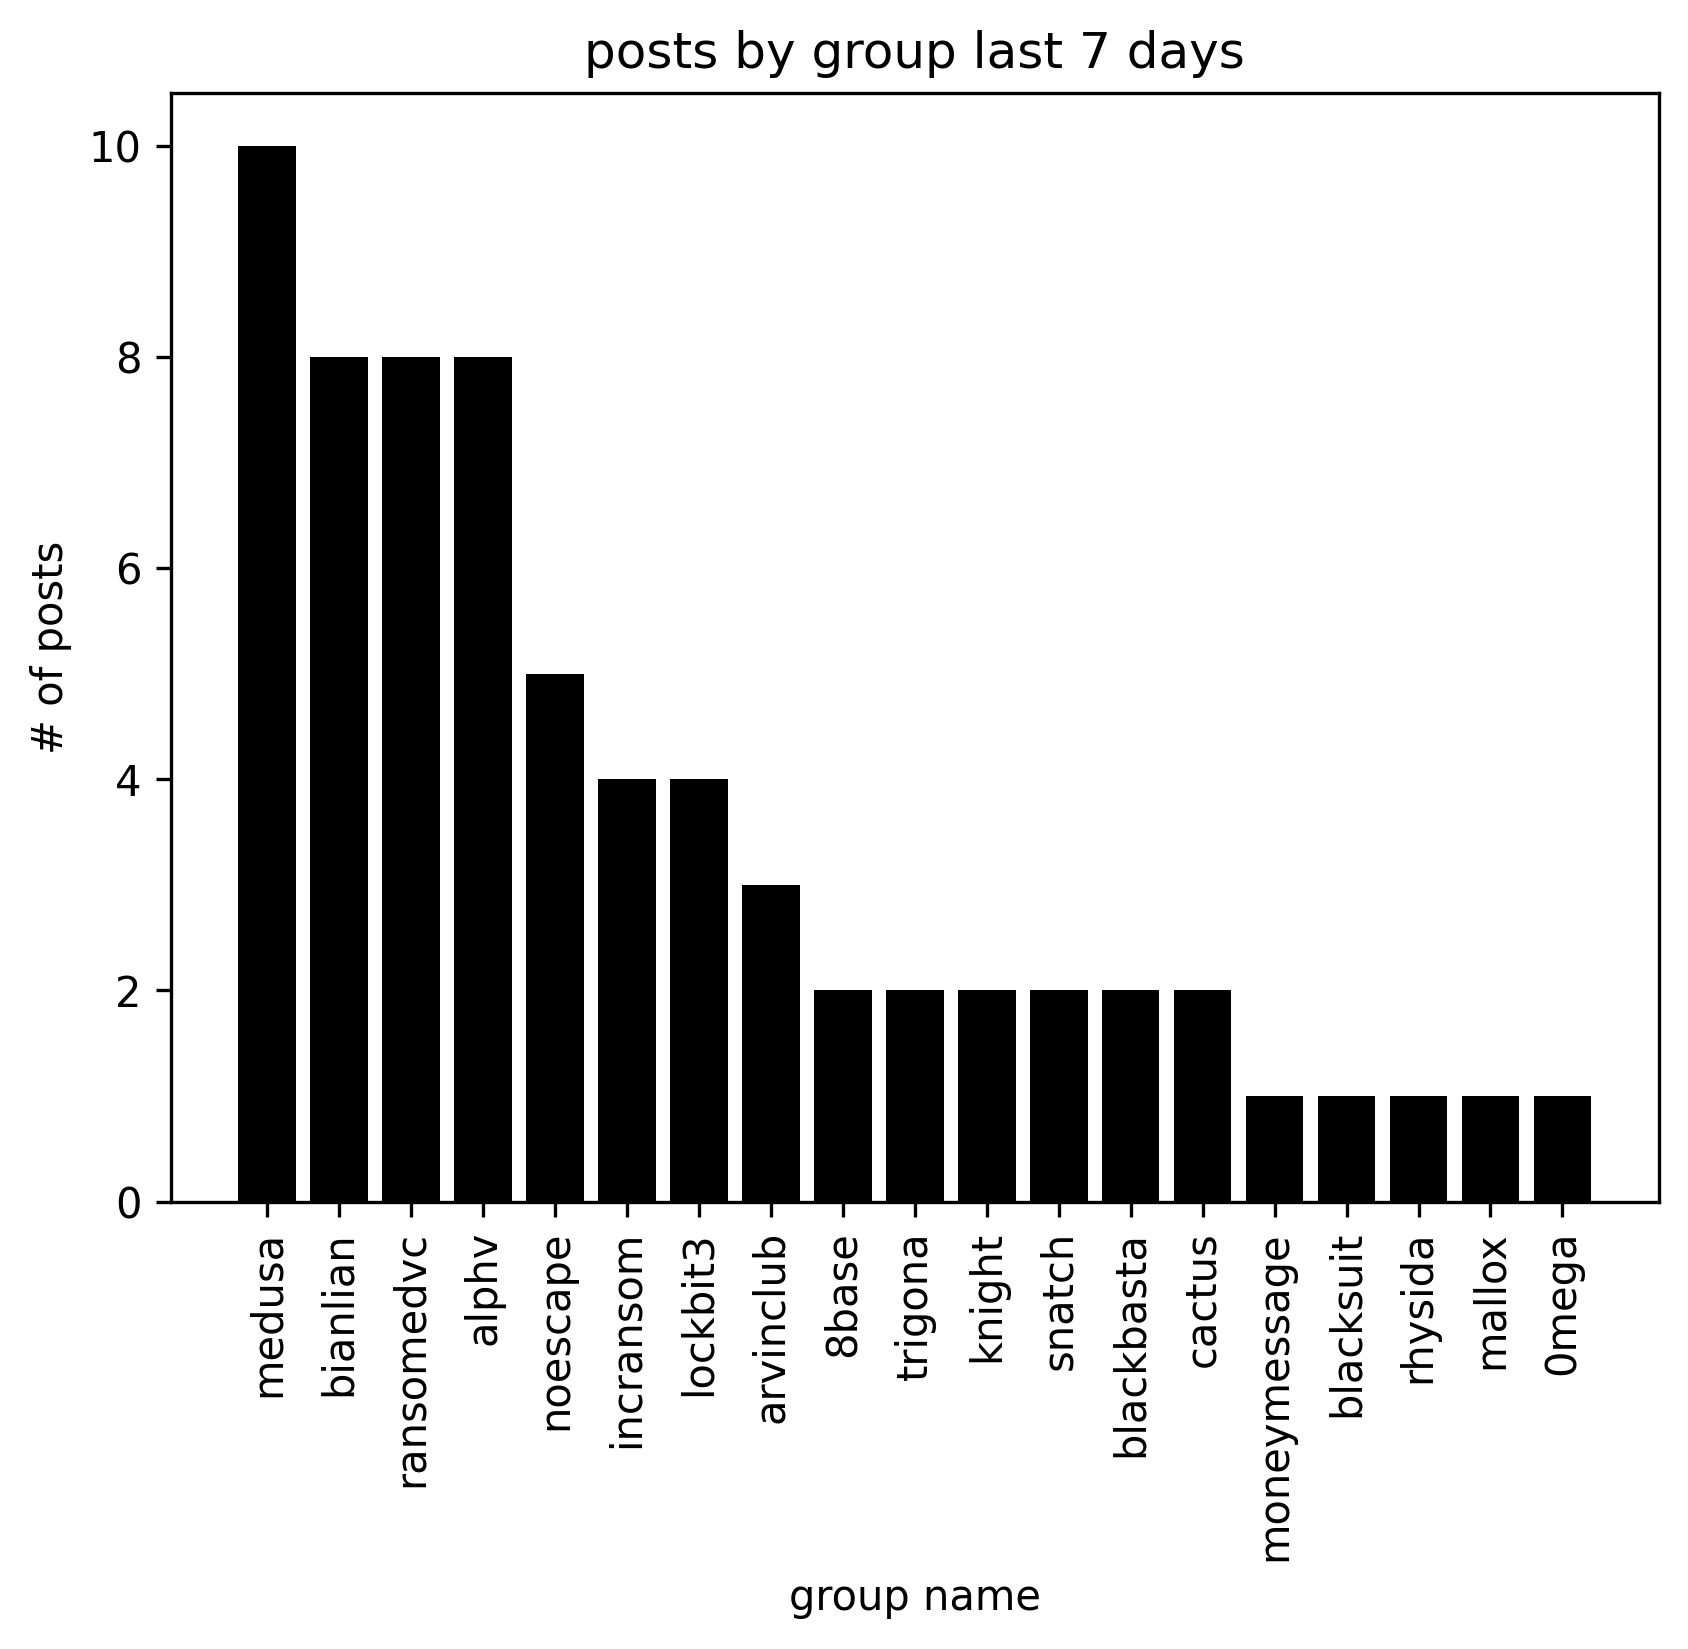 posts by group last 7 days
# of posts
10
8
6
4
2
0
medusa
bianlian
ransomedvc
alphv
noescape
incransom
lockbit3
arvinclub
8base
trigona
knight
snatch
blackbasta
cactus
moneymessage
blacksuit
rhysida
mallox
0mega
group name